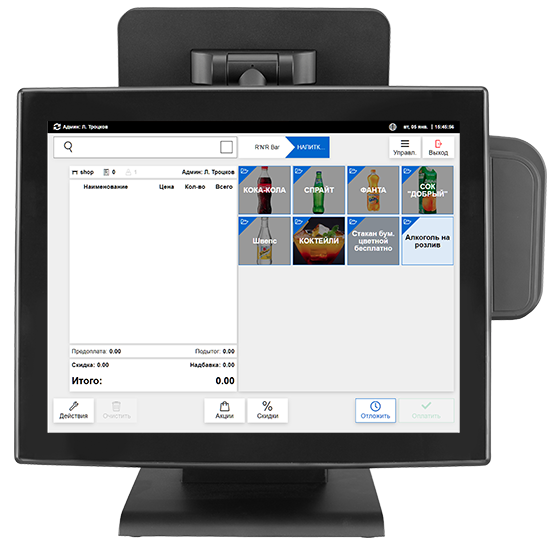 Админ: Л. Троцков
вт, 05 янв. | 15:45:56
R'N'R Bar
НАПИТК...
Управл.
Выход
shop
0
1
Админ: Л. Троцков
Наименование Цена Кол-во Всего
КОКА-КОЛА
СПРАЙТ
ФАНТА
СОК
"ДОБРЫЙ"
Швепс
КОКТЕЙЛИ
Стакан бум.
цветной
бесплатно
Алкоголь на
розлив
Предоплата: 0.00 Подытог: 0.00
Скидка: 0.00 Надбавка: 0.00
Итого: 0.00
Действия
Очистить
Акции
Скидки
Отложить
Оплатить